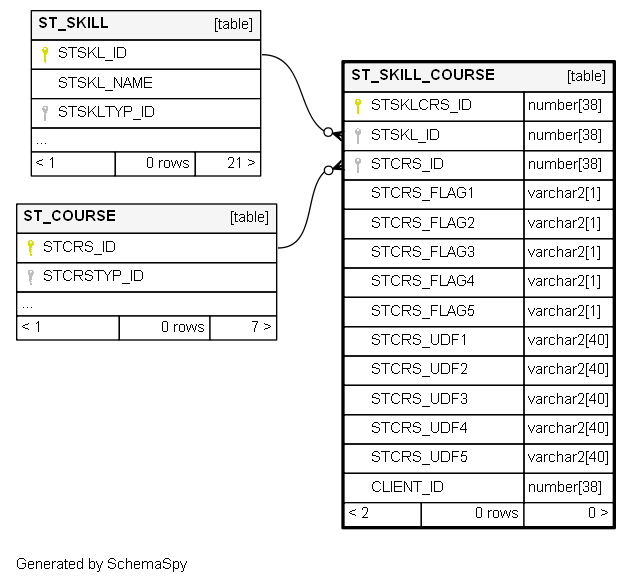 ST_SKILL [table]
STSKL_ID
STSKL_NAME
STSKLTYP_ID
...
< 1 0 rows 21 >
ST_COURSE [table]
STCRS_ID
STCRSTYP_ID
...
< 1 0 rows 7 >
ST_SKILL_COURSE [table]
STSKLCRS_ID number[38]
STSKL_ID number[38]
STCRS_ID number[38]
STCRS_FLAG1 varchar2[1]
STCRS_FLAG2 varchar2[1]
STCRS_FLAG3 varchar2[1]
STCRS_FLAG4 varchar2[1]
STCRS_FLAG5 varchar2[1]
STCRS_UDF1 varchar2[40]
STCRS_UDF2 varchar2[40]
STCRS_UDF3 varchar2[40]
STCRS_UDF4 varchar2[40]
STCRS_UDF5 varchar2[40]
CLIENT_ID number[38]
< 2 0 rows 0 >
Generated by SchemaSpy